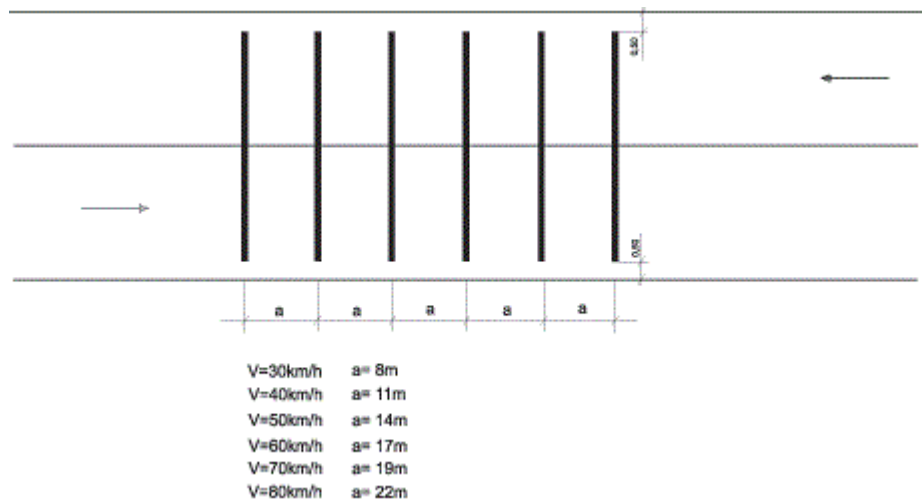 0,50
0,50
a a a a a
V=30km/h a= 8m
V=40km/h a= 11m
V=50km/h a= 14m
V=60km/h a= 17m
V=70km/h a= 19m
V=80km/h a= 22m